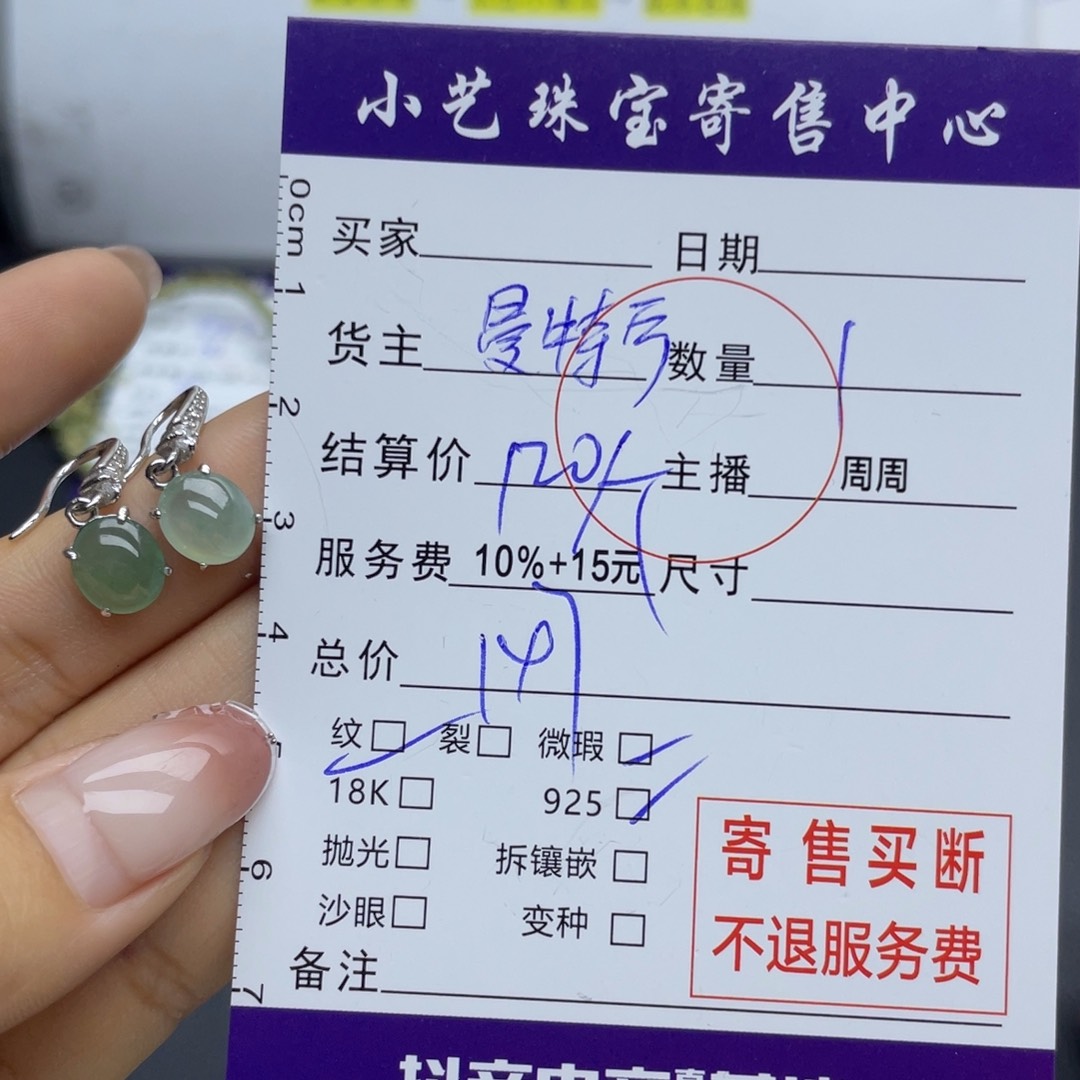 小艺珠宝寄售中心
0cm
买家 日期
1
货主 曼特宁 数量 1
2
结算价 120 主播 周周
3
服务费 10%+15元 尺寸
4
总价 147
纹 ☑ 裂 □ 微瑕 ☑
5
18K □ 925 ☑
抛光 □ 拆镶嵌 □
6
沙眼 □ 变种 □
寄售买断
不退服务费
备注
7